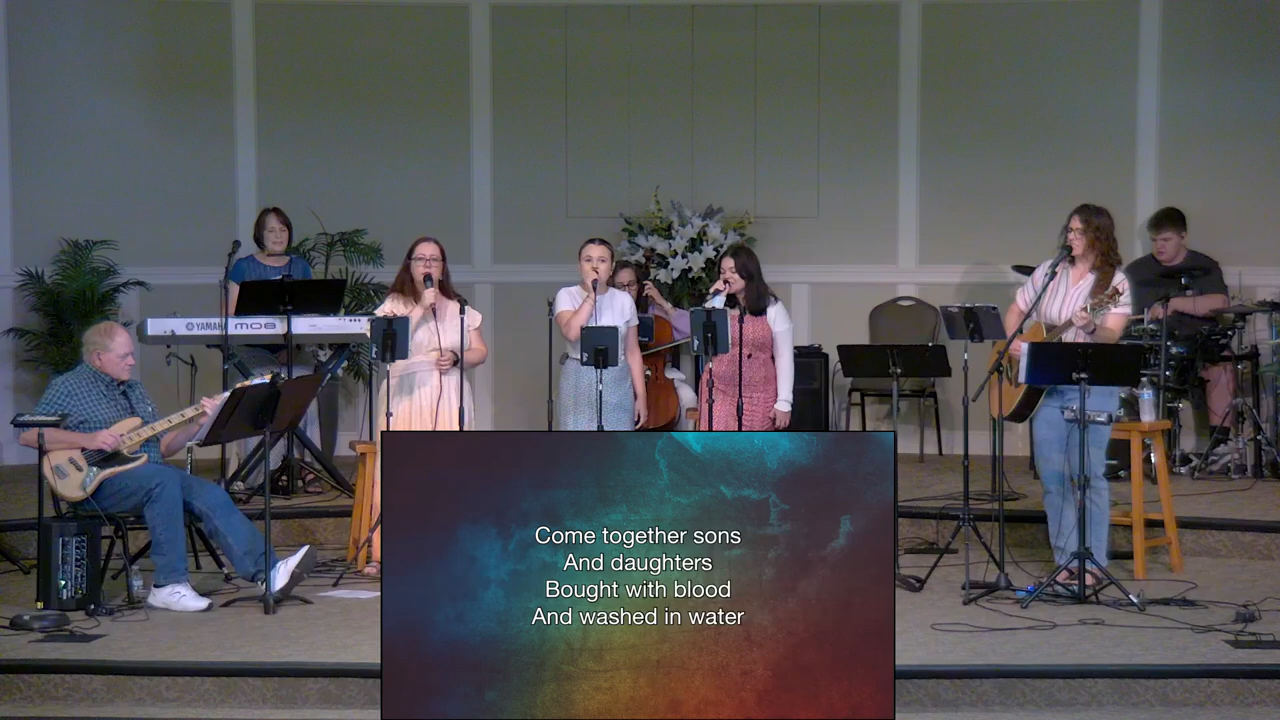 YAMAHA MO8
Come together sons
And daughters
Bought with blood
And washed in water